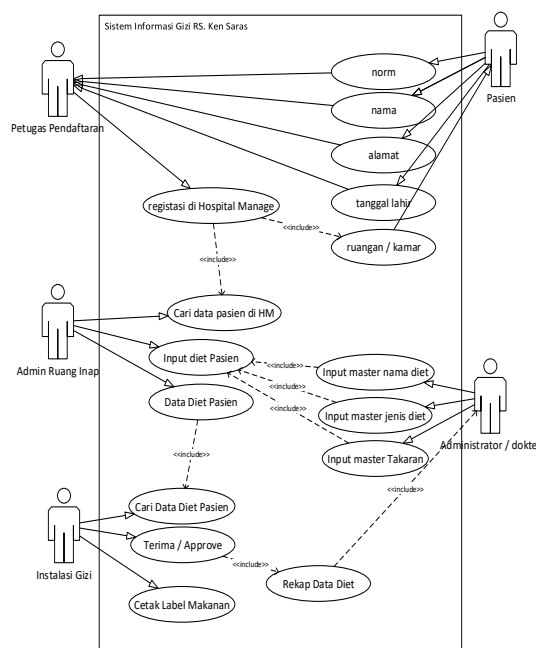 Sistem Informasi Gizi RS. Ken Saras
norm
Pasien
nama
Petugas Pendaftaran
alamat
tanggal lahir
registasi di Hospital Manage
<<include>>
ruangan / kamar
<<include>>
Cari data pasien di HM
Admin Ruang Inap
Input diet Pasien
<<include>>
Input master nama diet
Data Diet Pasien
<<include>>
Input master jenis diet
<<include>>
Administrator / dokte
<<include>>
Input master Takaran
<<include>>
Cari Data Diet Pasien
Terima / Approve
<<include>>
Instalasi Gizi
Rekap Data Diet
Cetak Label Makanan